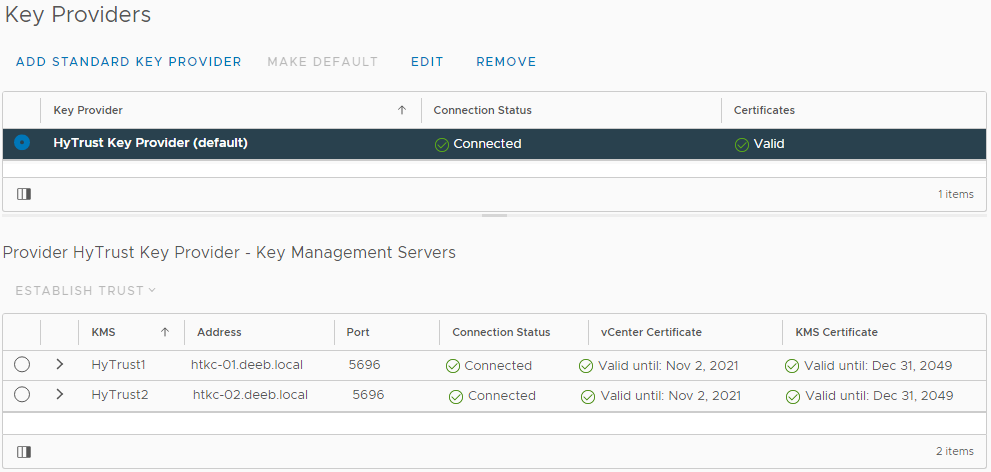 Key Providers
ADD STANDARD KEY PROVIDER MAKE DEFAULT EDIT REMOVE
Key Provider Connection Status Certificates
HyTrust Key Provider (default) Connected Valid
1 items
Provider HyTrust Key Provider - Key Management Servers
ESTABLISH TRUST
KMS Address Port Connection Status vCenter Certificate KMS Certificate
HyTrust1 htkc-01.deeb.local 5696 Connected Valid until: Nov 2, 2021 Valid until: Dec 31, 2049
HyTrust2 htkc-02.deeb.local 5696 Connected Valid until: Nov 2, 2021 Valid until: Dec 31, 2049
2 items